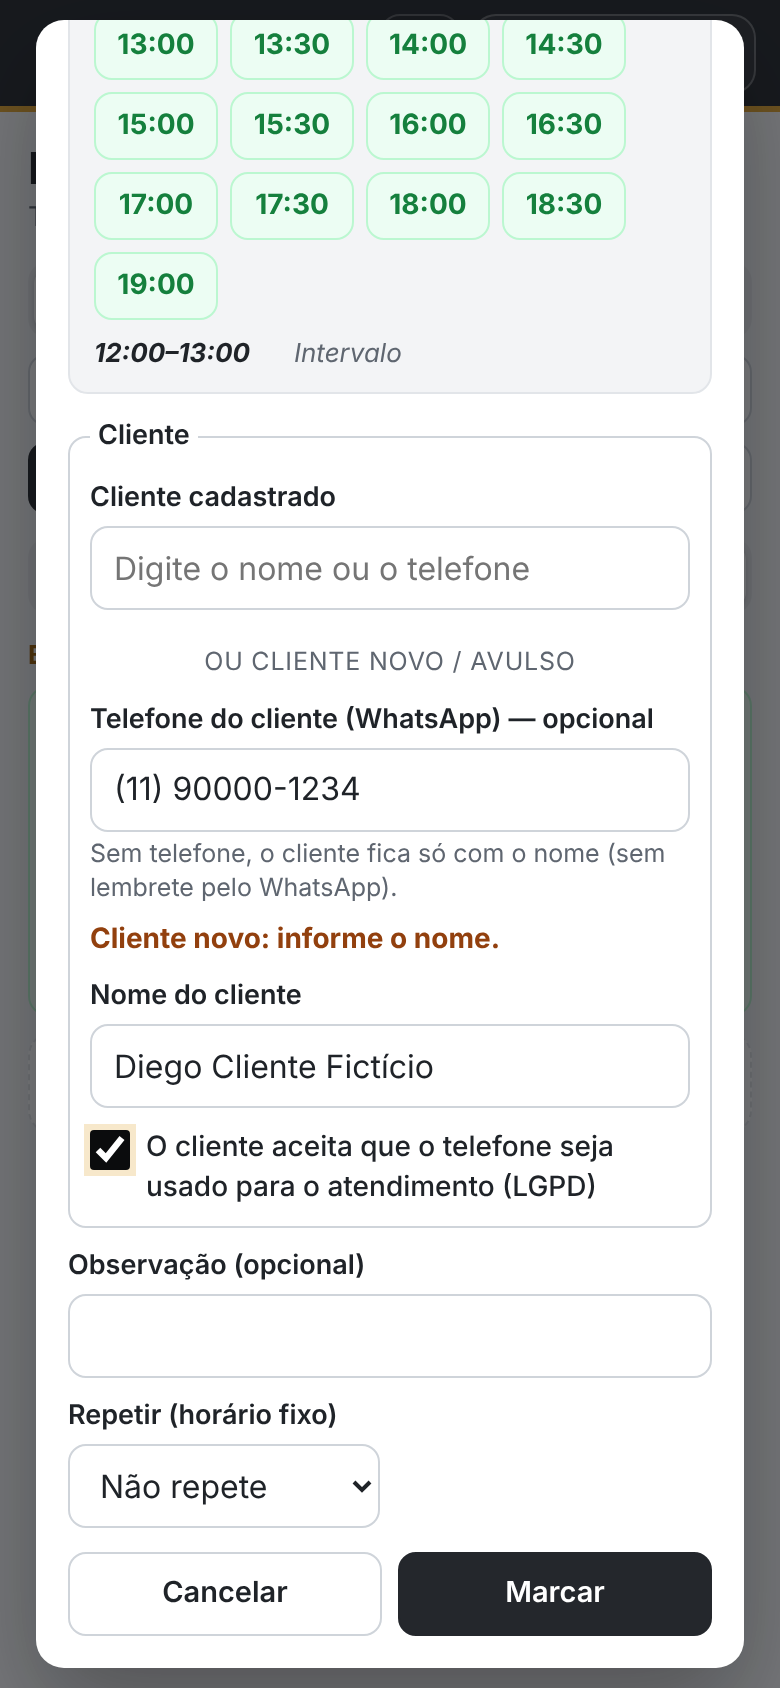 13:00 13:30 14:00 14:30
15:00 15:30 16:00 16:30
17:00 17:30 18:00 18:30
19:00
12:00–13:00 Intervalo
Cliente
Cliente cadastrado
Digite o nome ou o telefone
OU CLIENTE NOVO / AVULSO
Telefone do cliente (WhatsApp) — opcional
(11) 90000-1234
Sem telefone, o cliente fica só com o nome (sem
lembrete pelo WhatsApp).
Cliente novo: informe o nome.
Nome do cliente
Diego Cliente Fictício
O cliente aceita que o telefone seja
usado para o atendimento (LGPD)
Observação (opcional)
Repetir (horário fixo)
Não repete
Cancelar Marcar